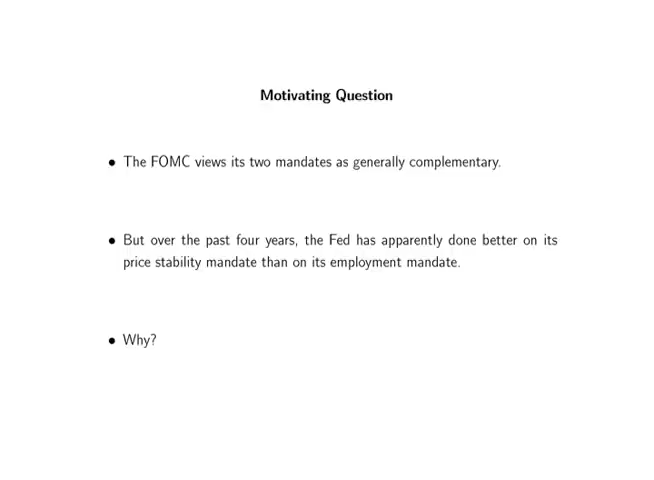 Motivating Question
• The FOMC views its two mandates as generally complementary.
• But over the past four years, the Fed has apparently done better on its
price stability mandate than on its employment mandate.
• Why?